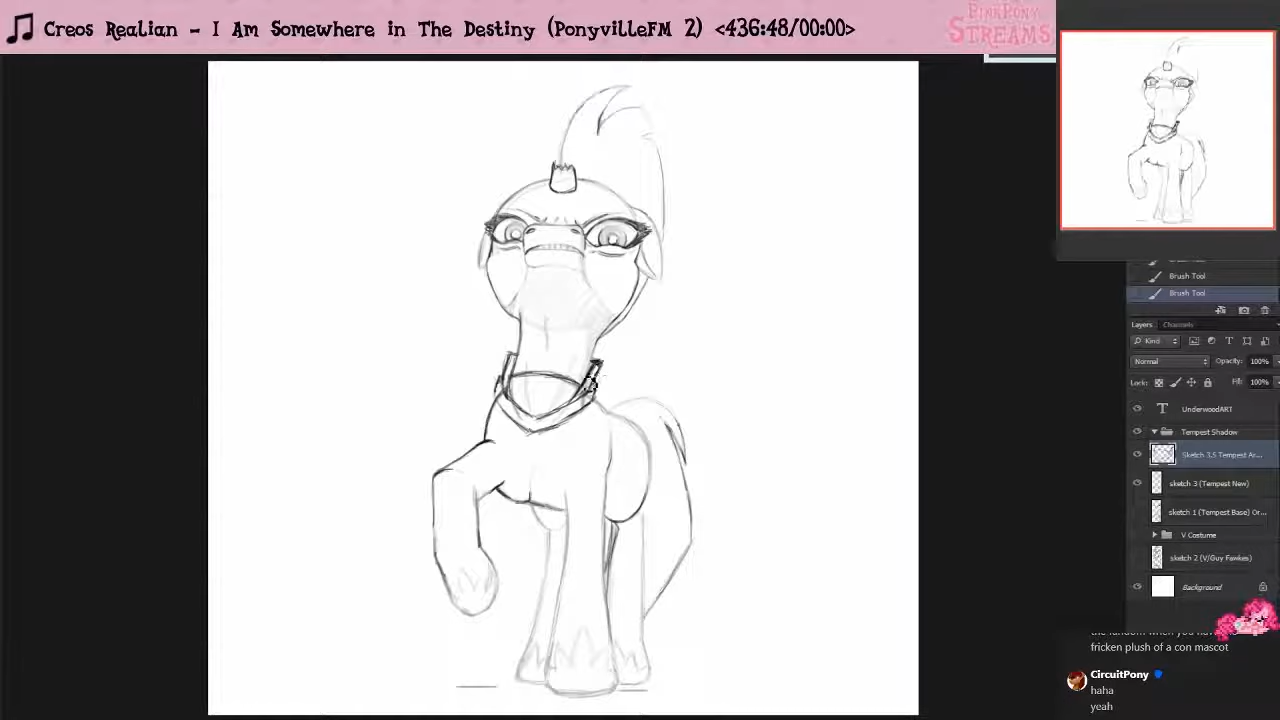 Creos Realian - I Am Somewhere in The Destiny (PonyvilleFM 2) <436:48/00:00>
PinkPony
Streams
Brush Tool
Brush Tool
Layers Channels
Kind
Normal Opacity: 100%
Lock: Fill: 100%
UnderwoodART
Tempest Shadow
Sketch 3.5 Tempest Ar...
sketch 3 (Tempest New)
sketch 1 (Tempest Base) Or...
V Costume
sketch 2 (V/Guy Fawkes)
Background
fricken plush of a con mascot
CircuitPony
haha
yeah